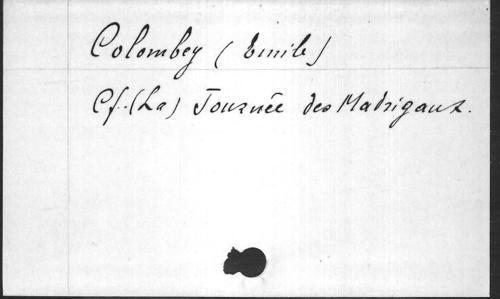 Colombey (Emile)
Cf. (La) Journée des Madrigaux.